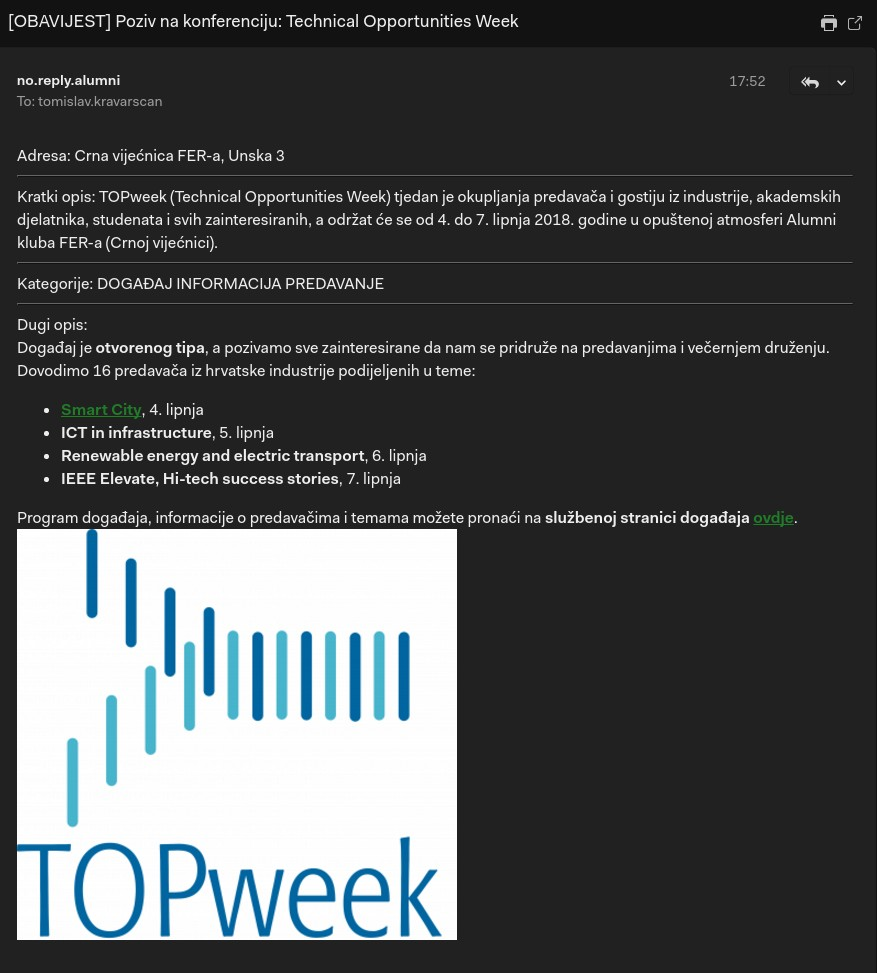 [OBAVIJEST] Poziv na konferenciju: Technical Opportunities Week
no.reply.alumni
17:52
To: tomislav.kravarscan
Adresa: Crna vijećnica FER-a, Unska 3
Kratki opis: TOPweek (Technical Opportunities Week) tjedan je okupljanja predavača i gostiju iz industrije, akademskih
djelatnika, studenata i svih zainteresiranih, a održat će se od 4. do 7. lipnja 2018. godine u opuštenoj atmosferi Alumni
kluba FER-a (Crnoj vijećnici).
Kategorije: DOGAĐAJ INFORMACIJA PREDAVANJE
Dugi opis:
Događaj je otvorenog tipa, a pozivamo sve zainteresirane da nam se pridruže na predavanjima i večernjem druženju.
Dovodimo 16 predavača iz hrvatske industrije podijeljenih u teme:
• Smart City, 4. lipnja
• ICT in infrastructure, 5. lipnja
• Renewable energy and electric transport, 6. lipnja
• IEEE Elevate, Hi-tech success stories, 7. lipnja
Program događaja, informacije o predavačima i temama možete pronaći na službenoj stranici događaja ovdje.
TOPweek